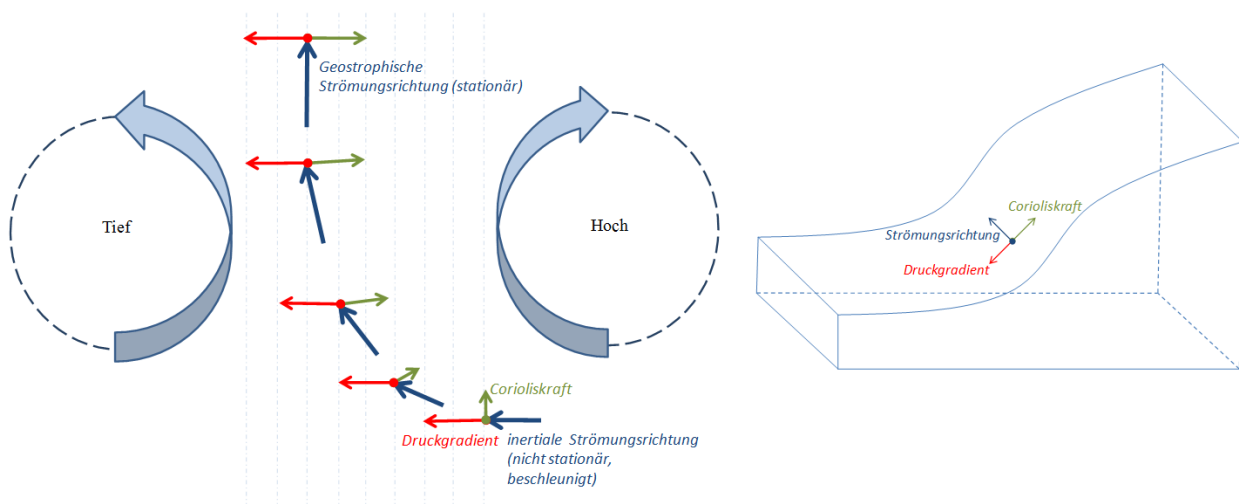 Geostrophische
Strömungsrichtung (stationär)
Tief
Hoch
Corioliskraft
Druckgradient
inertiale Strömungsrichtung
(nicht stationär,
beschleunigt)
Corioliskraft
Strömungsrichtung
Druckgradient